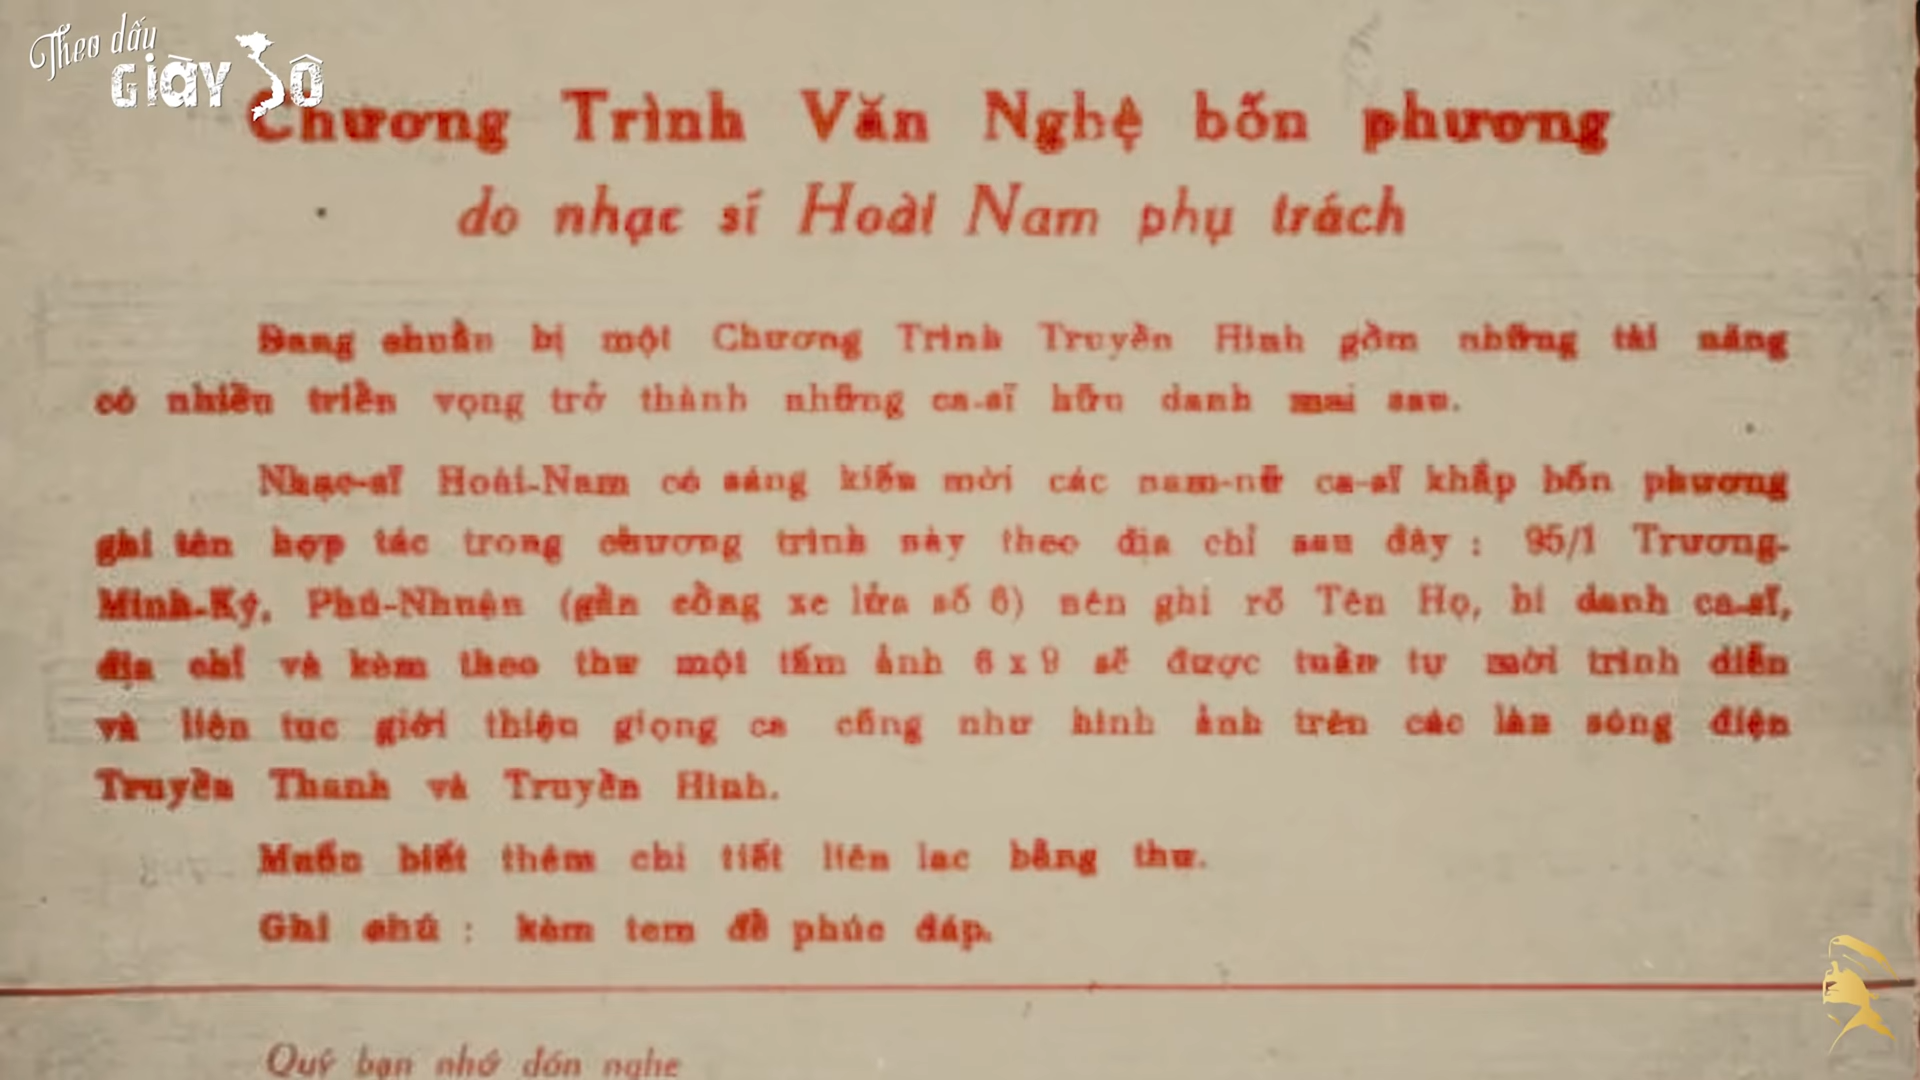 Theo dấu
GIÀY SÔ
Chương Trình Văn Nghệ bốn phương
do nhạc sĩ Hoài Nam phụ trách
Đang chuẩn bị một Chương Trình Truyền Hình gồm những tài năng
có nhiều triển vọng trở thành những ca-sĩ hữu danh mai sau.
Nhạc-sĩ Hoài-Nam có sáng kiến mời các nam-nữ ca-sĩ khắp bốn phương
ghi tên hợp tác trong chương trình này theo địa chỉ sau đây : 95/1 Trương-
Minh-Ký, Phú-Nhuận (gần cổng xe lửa số 6) nên ghi rõ Tên Họ, bí danh ca-sĩ,
địa chỉ và kèm theo thư một tấm ảnh 6 x 9 sẽ được tuần tự mời trình diễn
và liên tục giới thiệu giọng ca cũng như hình ảnh trên các làn sóng điện
Truyền Thanh và Truyền Hình.
Muốn biết thêm chi tiết liên lạc bằng thư.
Ghi chú : kèm tem để phúc đáp.
Quý bạn nhớ đón nghe